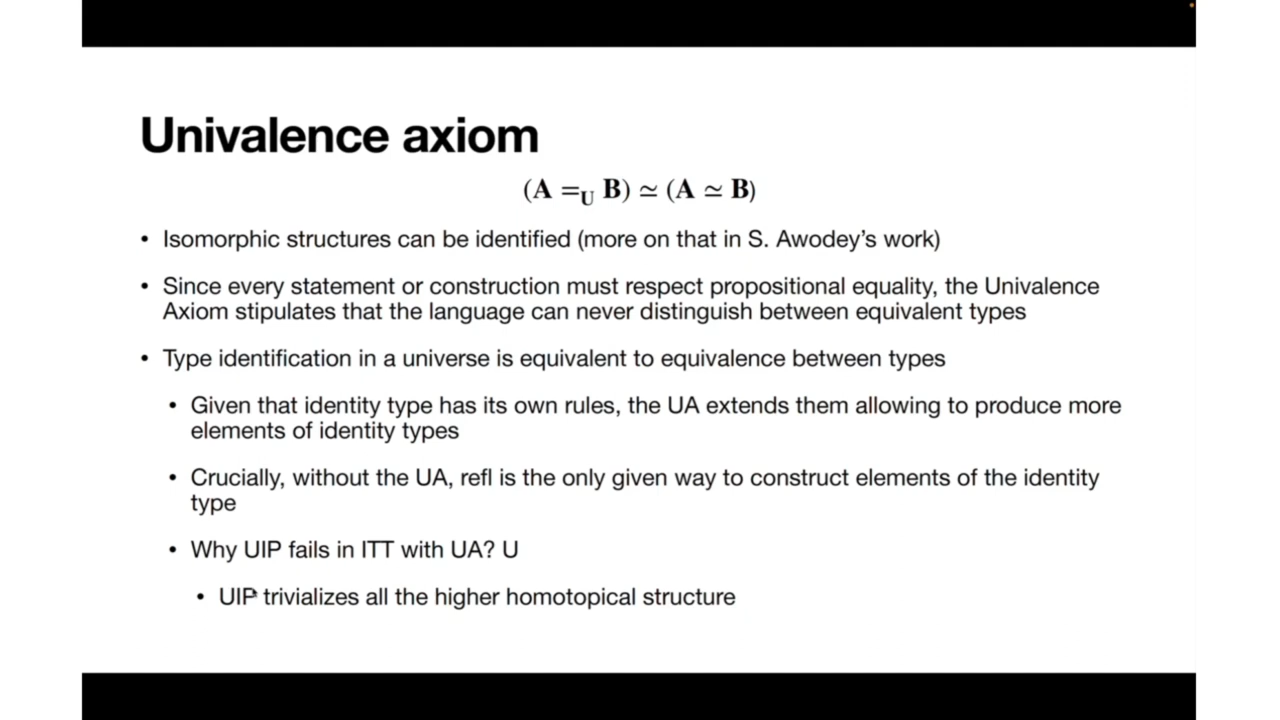 Univalence axiom
(A =U B) ≃ (A ≃ B)
• Isomorphic structures can be identified (more on that in S. Awodey's work)
• Since every statement or construction must respect propositional equality, the Univalence
Axiom stipulates that the language can never distinguish between equivalent types
• Type identification in a universe is equivalent to equivalence between types
• Given that identity type has its own rules, the UA extends them allowing to produce more
elements of identity types
• Crucially, without the UA, refl is the only given way to construct elements of the identity
type
• Why UIP fails in ITT with UA? U
• UIP trivializes all the higher homotopical structure